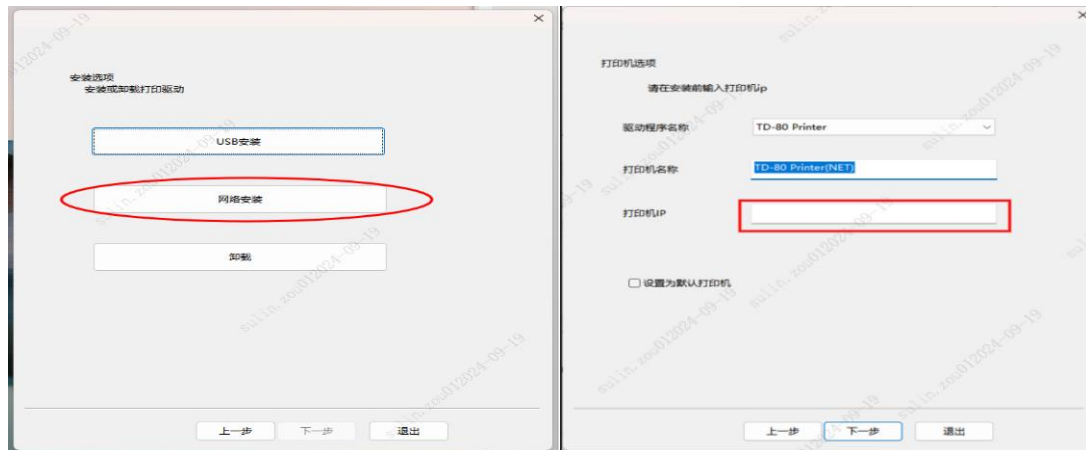 安装选项
安装或卸载打印驱动
USB安装
网络安装
卸载
上一步
下一步
退出
打印机选项
请在安装前输入打印机ip
驱动程序名称
TD-80 Printer
打印机名称
TD-80 Printer(NET)
打印机IP
设置为默认打印机
上一步
下一步
退出
sulin.zou012024-09-19